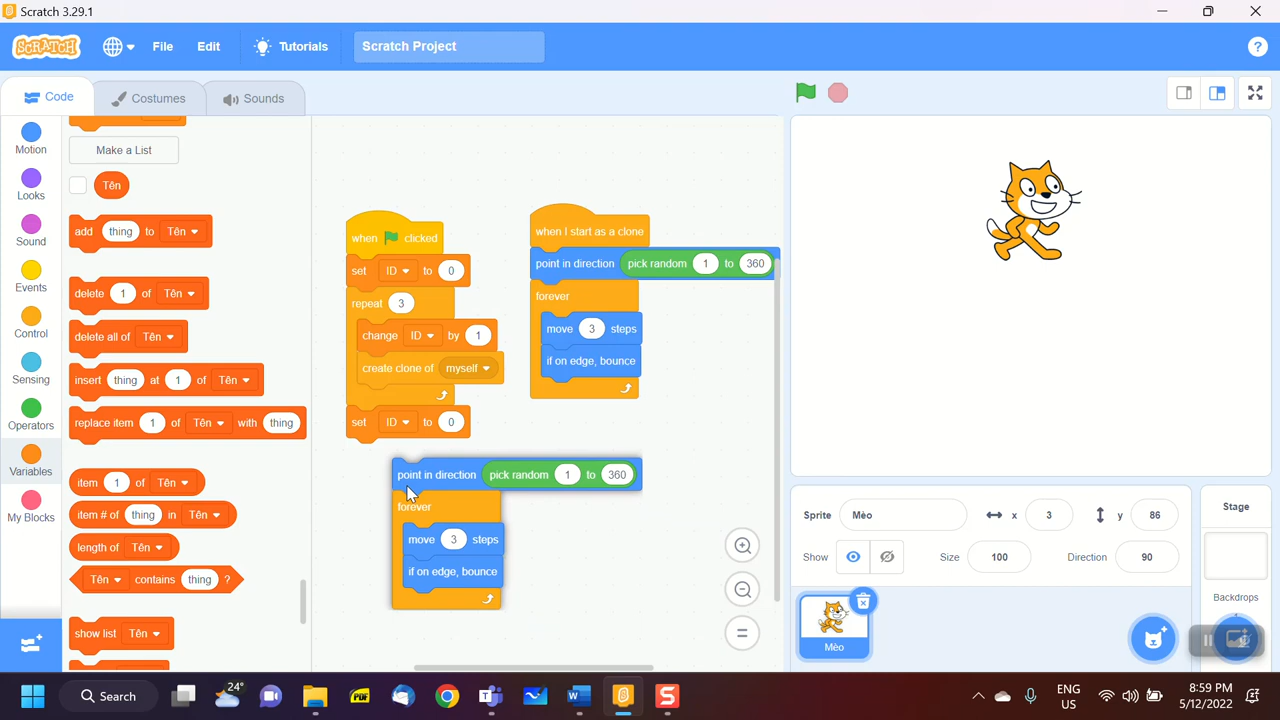 Scratch 3.29.1
SCRATCH
File
Edit
Tutorials
Scratch Project
?
Code
Costumes
Sounds
Motion
Looks
Sound
Events
Control
Sensing
Operators
Variables
My Blocks
Make a List
Tên
add thing to Tên
delete 1 of Tên
delete all of Tên
insert thing at 1 of Tên
replace item 1 of Tên with thing
item 1 of Tên
item # of thing in Tên
length of Tên
Tên contains thing ?
show list Tên
when clicked
set ID to 0
repeat 3
change ID by 1
create clone of myself
set ID to 0
when I start as a clone
point in direction pick random 1 to 360
forever
move 3 steps
if on edge, bounce
point in direction pick random 1 to 360
forever
move 3 steps
if on edge, bounce
Sprite Mèo x 3 y 86
Show Size 100 Direction 90
Mèo
Stage
Backdrops
24°
Search
PDF
S
ENG
US
8:59 PM
5/12/2022